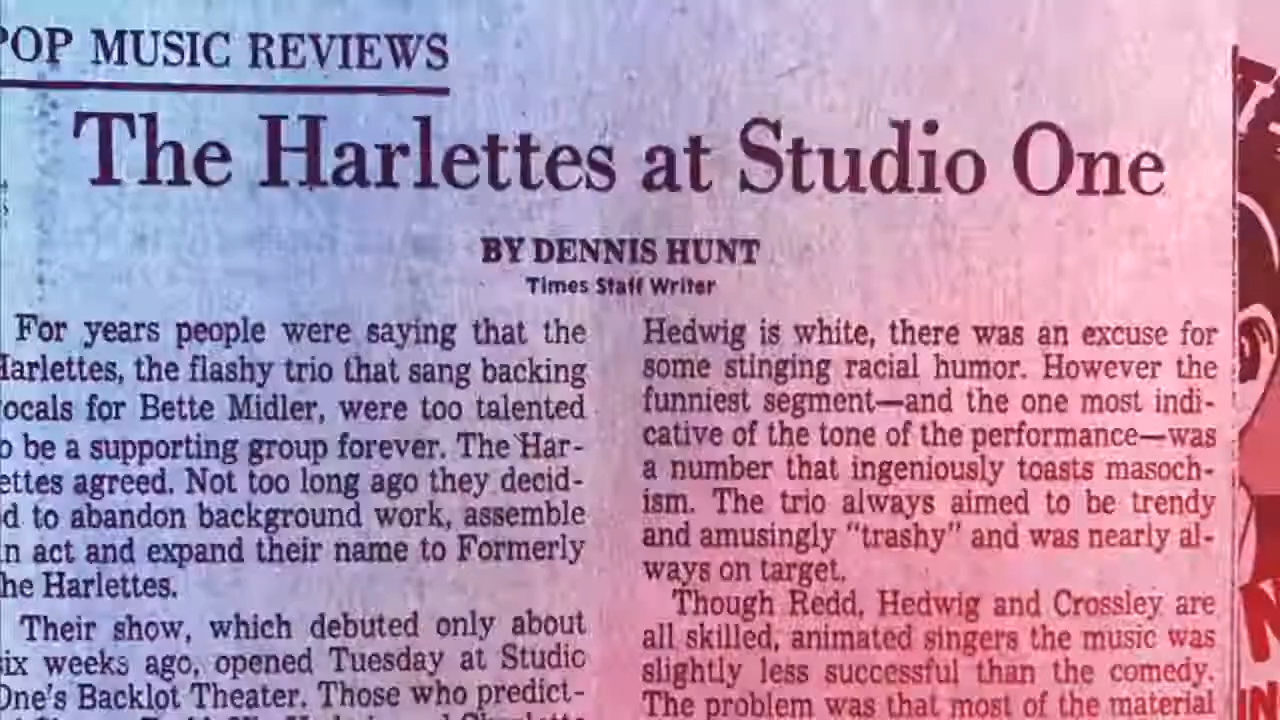 POP MUSIC REVIEWS
The Harlettes at Studio One
BY DENNIS HUNT
Times Staff Writer
For years people were saying that the
Harlettes, the flashy trio that sang backing
vocals for Bette Midler, were too talented
to be a supporting group forever. The Har-
lettes agreed. Not too long ago they decid-
ed to abandon background work, assemble
an act and expand their name to Formerly
the Harlettes.
Their show, which debuted only about
six weeks ago, opened Tuesday at Studio
One's Backlot Theater. Those who predict-
Hedwig is white, there was an excuse for
some stinging racial humor. However the
funniest segment—and the one most indi-
cative of the tone of the performance—was
a number that ingeniously toasts masoch-
ism. The trio always aimed to be trendy
and amusingly "trashy" and was nearly al-
ways on target.
Though Redd, Hedwig and Crossley are
all skilled, animated singers the music was
slightly less successful than the comedy.
The problem was that most of the material
IN